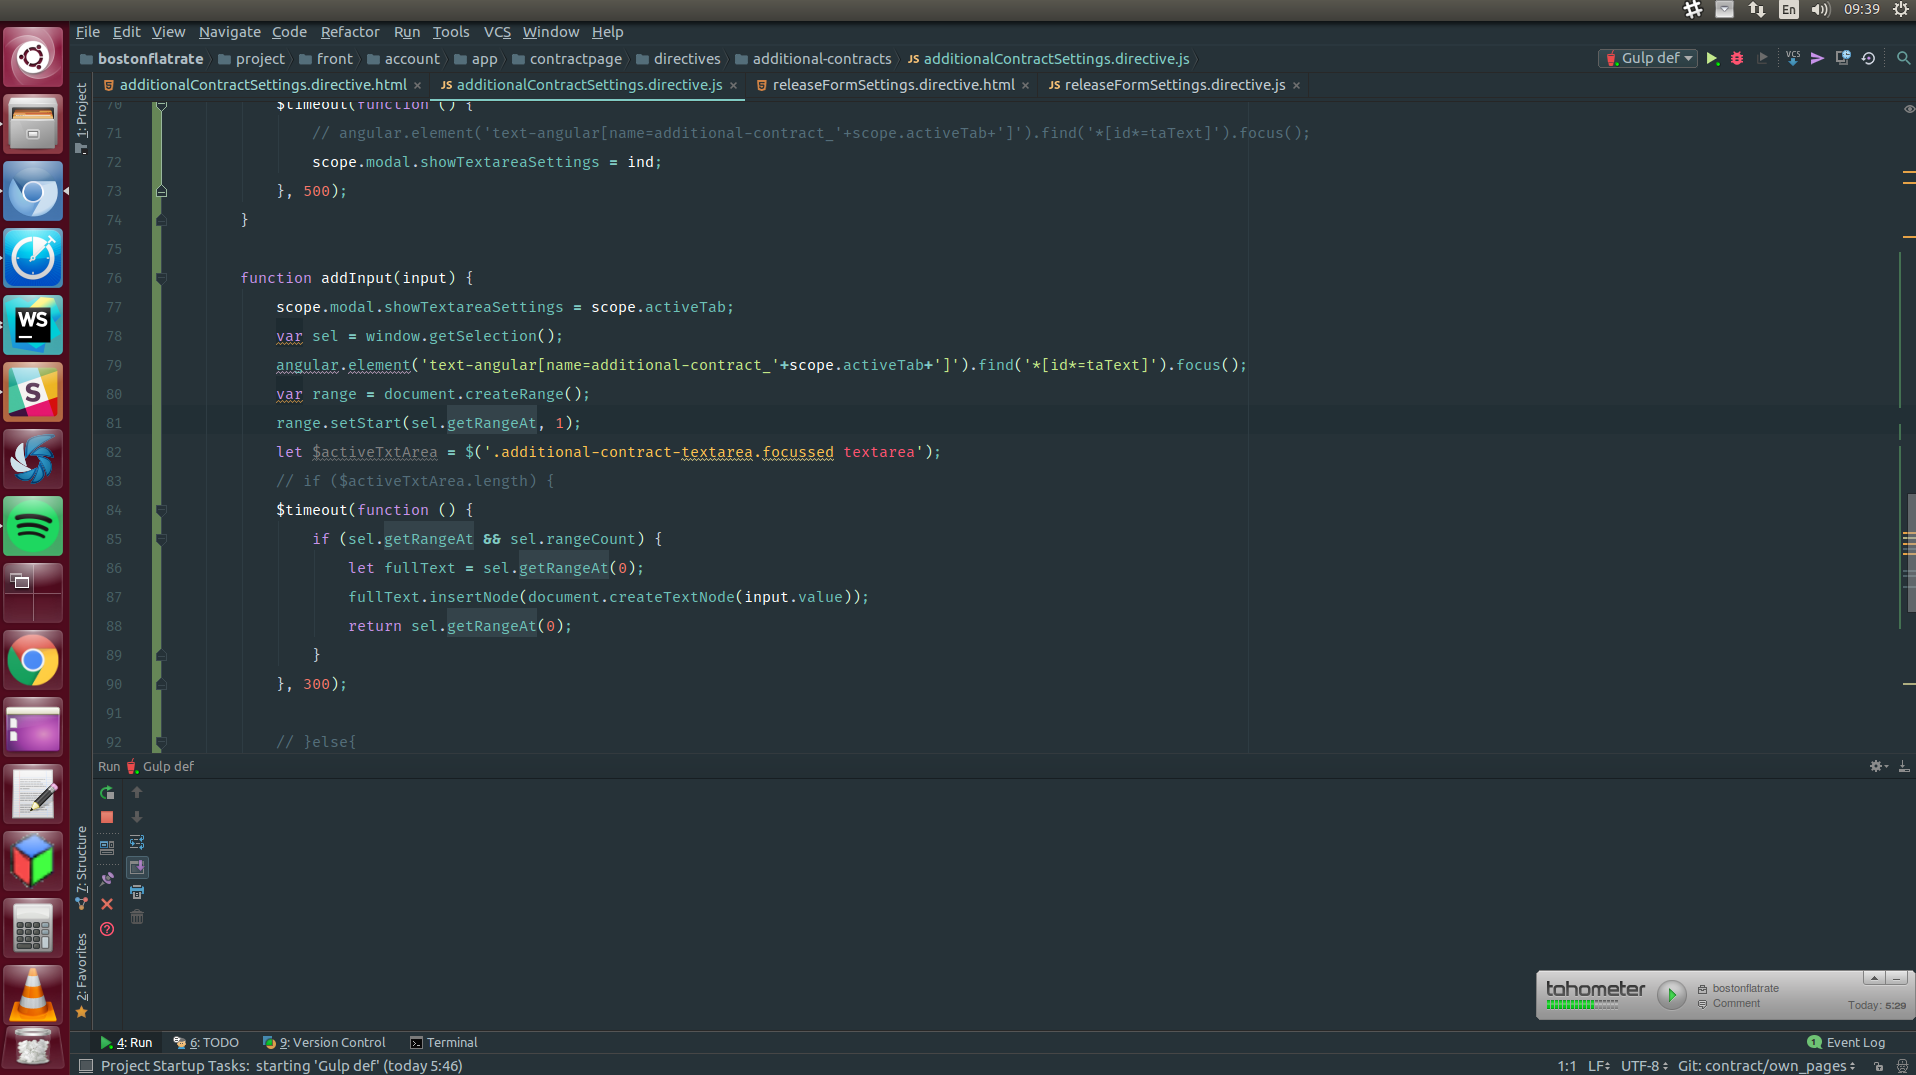 En 09:39
File Edit View Navigate Code Refactor Run Tools VCS Window Help
bostonflatrate project front account app contractpage directives additional-contracts JS additionalContractSettings.directive.js Gulp def VCS
additionalContractSettings.directive.html × JS additionalContractSettings.directive.js × releaseFormSettings.directive.html × JS releaseFormSettings.directive.js ×
1: Project
70 $timeout(function () {
71 // angular.element('text-angular[name=additional-contract_'+scope.activeTab+']').find('*[id*=taText]').focus();
72 scope.modal.showTextareaSettings = ind;
73 }, 500);
74 }
75
76 function addInput(input) {
77 scope.modal.showTextareaSettings = scope.activeTab;
78 var sel = window.getSelection();
79 angular.element('text-angular[name=additional-contract_'+scope.activeTab+']').find('*[id*=taText]').focus();
80 var range = document.createRange();
81 range.setStart(sel.getRangeAt, 1);
82 let $activeTxtArea = $('.additional-contract-textarea.focussed textarea');
83 // if ($activeTxtArea.length) {
84 $timeout(function () {
85 if (sel.getRangeAt && sel.rangeCount) {
86 let fullText = sel.getRangeAt(0);
87 fullText.insertNode(document.createTextNode(input.value));
88 return sel.getRangeAt(0);
89 }
90 }, 300);
91
92 // }else{
WS
S
Run Gulp def
7: Structure
2: Favorites
tahometer bostonflatrate
Comment Today: 5:29
4: Run 6: TODO 9: Version Control Terminal 1 Event Log
Project Startup Tasks: starting 'Gulp def' (today 5:46) 1:1 LF UTF-8 Git: contract/own_pages